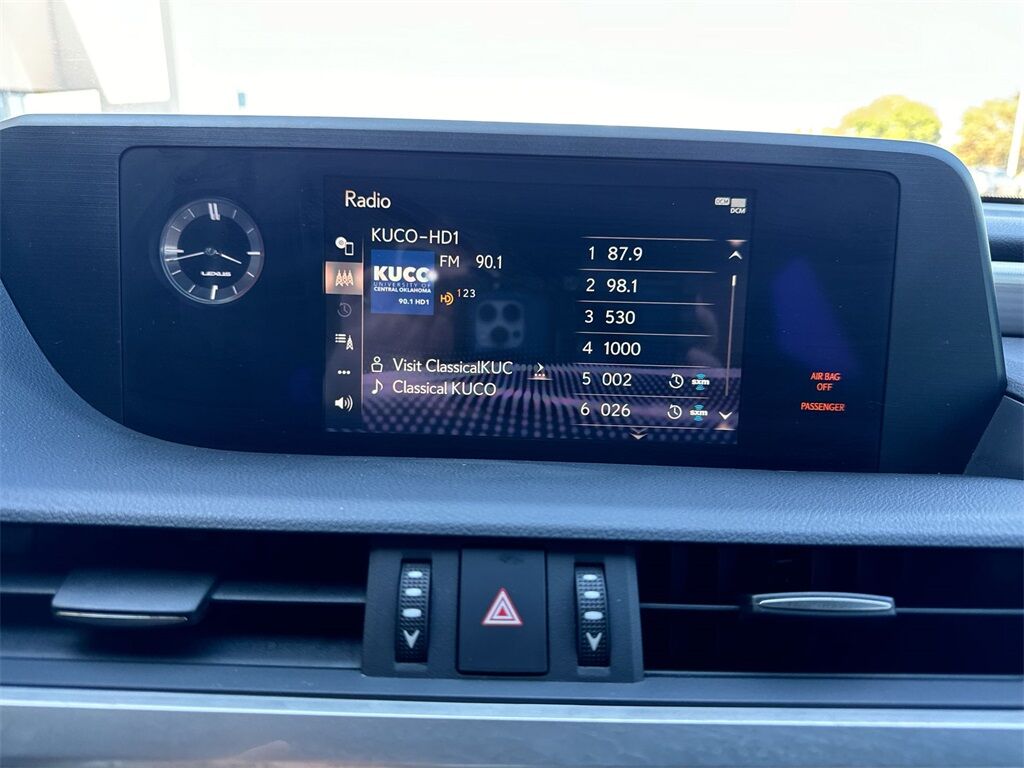 Radio
DCM
DCM
KUCO-HD1
FM 90.1
KUCO
UNIVERSITY OF
CENTRAL OKLAHOMA
90.1 HD1
HD 123
Visit ClassicalKUC
Classical KUCO
1 87.9
2 98.1
3 530
4 1000
5 002 sxm
6 026 sxm
LEXUS
AIR BAG
OFF
PASSENGER